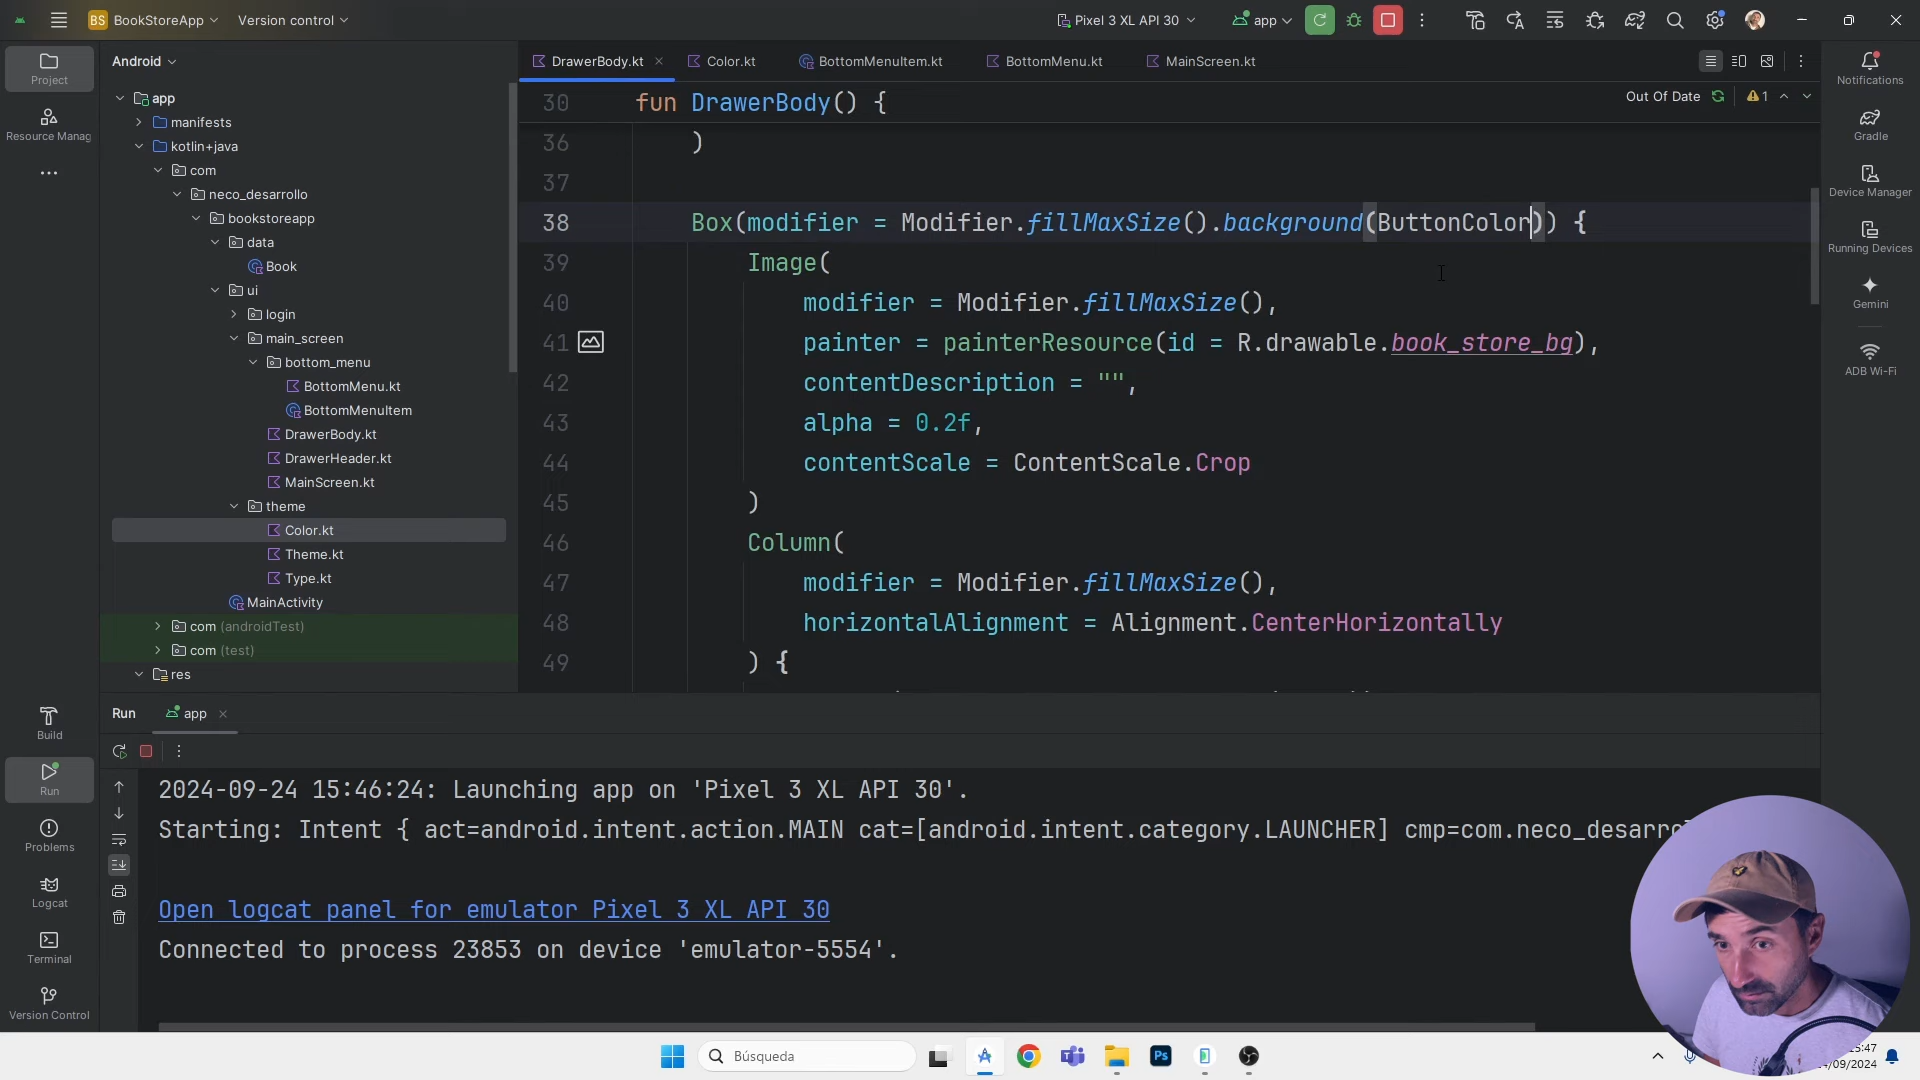 BS BookStoreApp Version control Pixel 3 XL API 30 app
Project
Resource Manag
Android
app
manifests
kotlin+java
com
neco_desarrollo
bookstoreapp
data
Book
ui
login
main_screen
bottom_menu
BottomMenu.kt
BottomMenuItem
DrawerBody.kt
DrawerHeader.kt
MainScreen.kt
theme
Color.kt
Theme.kt
Type.kt
MainActivity
com (androidTest)
com (test)
res
DrawerBody.kt Color.kt BottomMenuItem.kt BottomMenu.kt MainScreen.kt
Out Of Date 1
30 fun DrawerBody() {
36 )
37
38 Box(modifier = Modifier.fillMaxSize().background(ButtonColor)) {
39 Image(
40 modifier = Modifier.fillMaxSize(),
41 painter = painterResource(id = R.drawable.book_store_bg),
42 contentDescription = "",
43 alpha = 0.2f,
44 contentScale = ContentScale.Crop
45 )
46 Column(
47 modifier = Modifier.fillMaxSize(),
48 horizontalAlignment = Alignment.CenterHorizontally
49 ) {
Notifications
Gradle
Device Manager
Running Devices
Gemini
ADB Wi-Fi
Build
Run
Problems
Logcat
Terminal
Version Control
Run app
2024-09-24 15:46:24: Launching app on 'Pixel 3 XL API 30'.
Starting: Intent { act=android.intent.action.MAIN cat=[android.intent.category.LAUNCHER] cmp=com.neco_desarro
Open logcat panel for emulator Pixel 3 XL API 30
Connected to process 23853 on device 'emulator-5554'.
Búsqueda
Ps
5:47
/09/2024